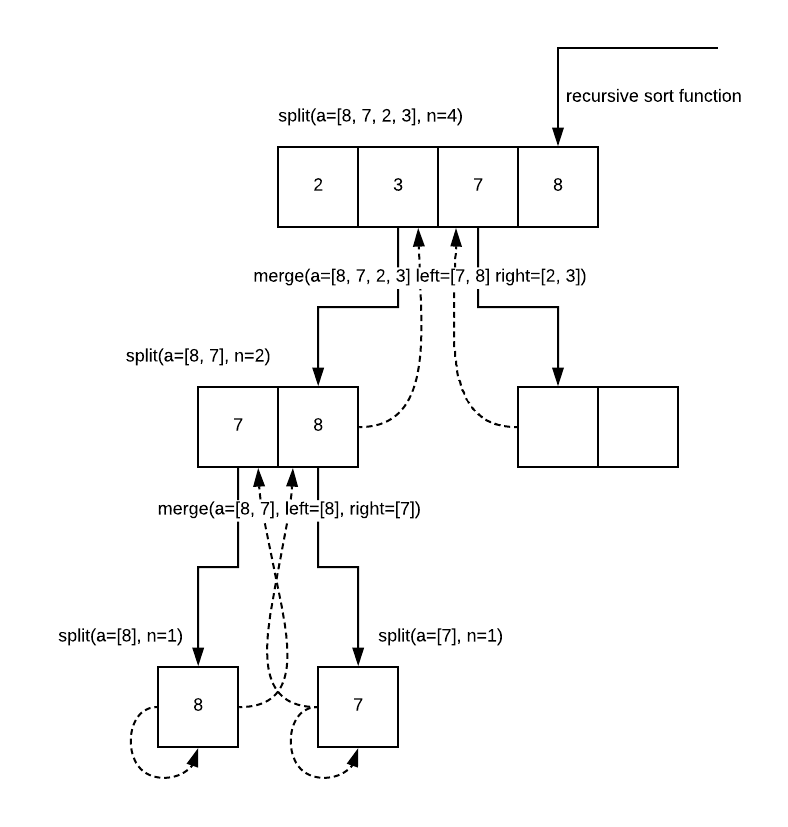 recursive sort function
split(a=[8, 7, 2, 3], n=4)
2 3 7 8
merge(a=[8, 7, 2, 3] left=[7, 8] right=[2, 3])
split(a=[8, 7], n=2)
7 8
merge(a=[8, 7], left=[8], right=[7])
split(a=[8], n=1) split(a=[7], n=1)
8 7